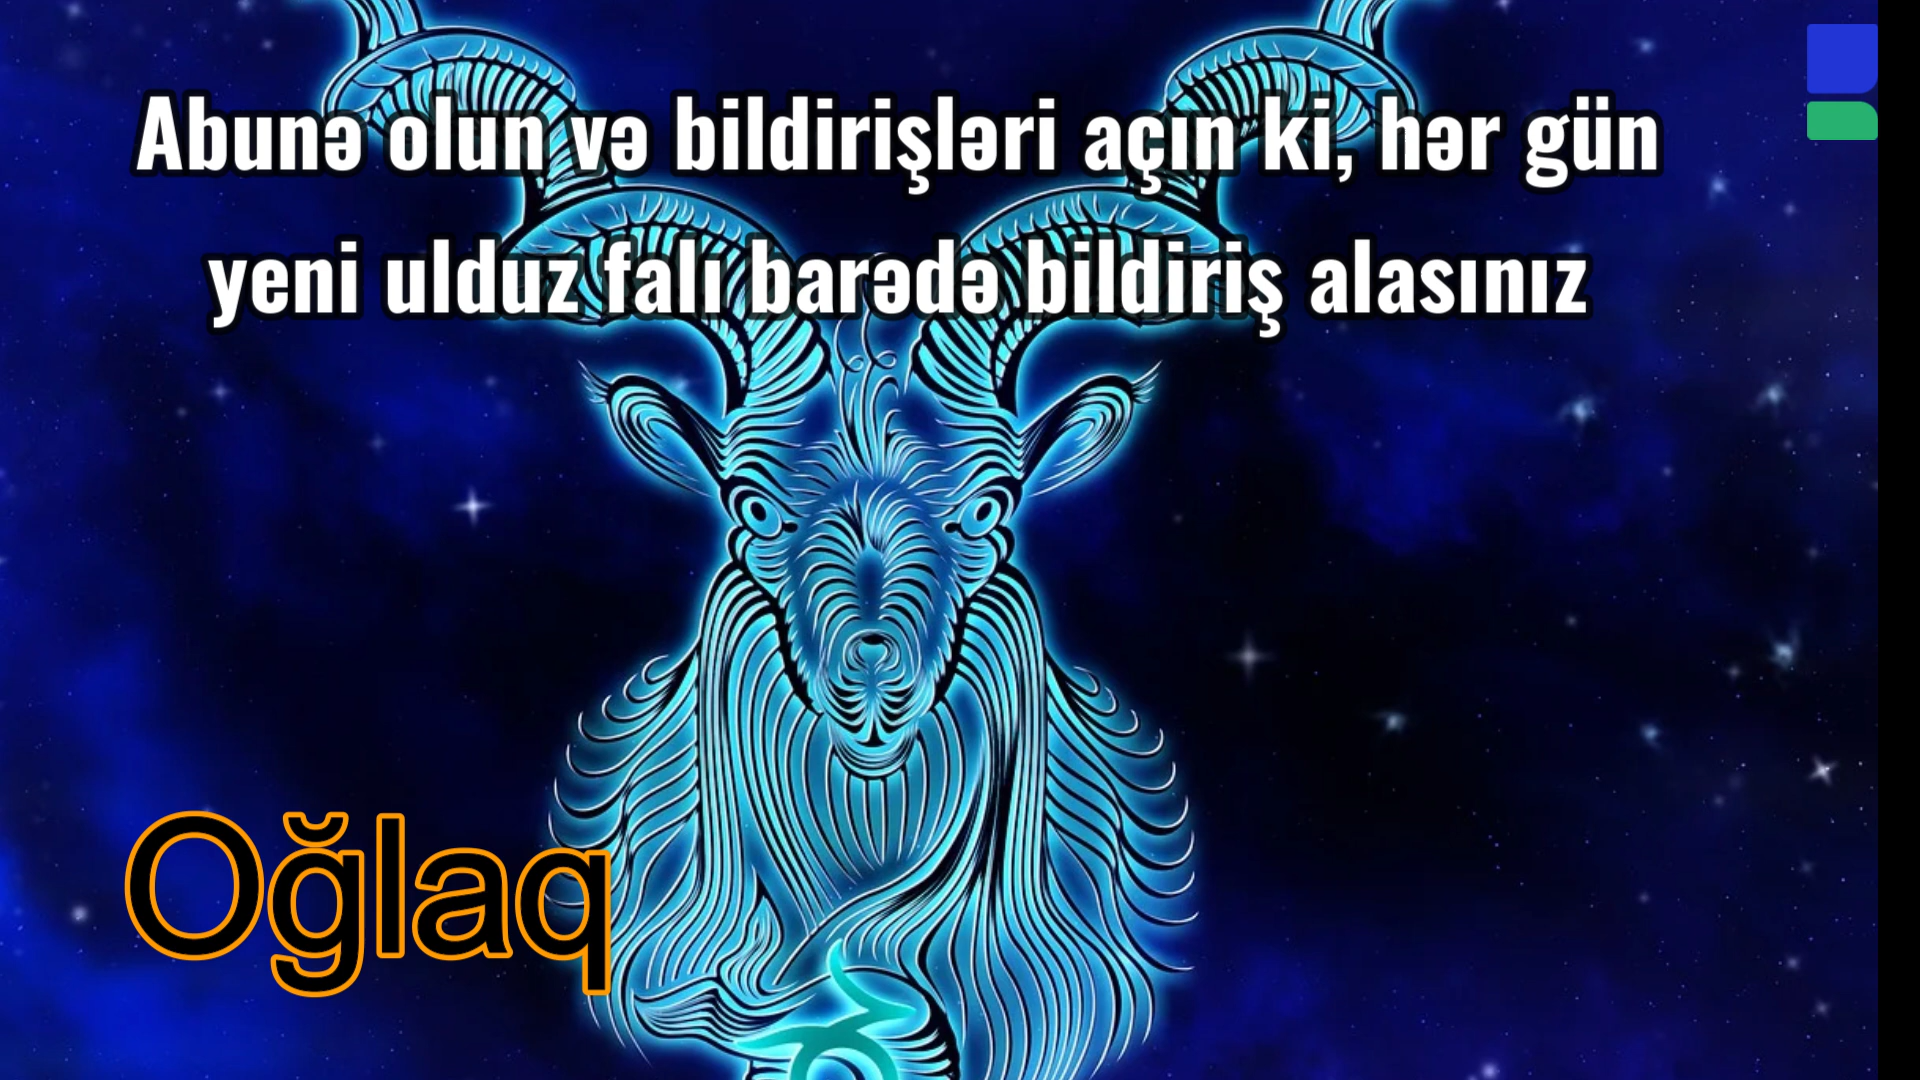 Abunə olun və bildirişləri açın ki, hər gün
yeni ulduz falı barədə bildiriş alasınız
Oğlaq